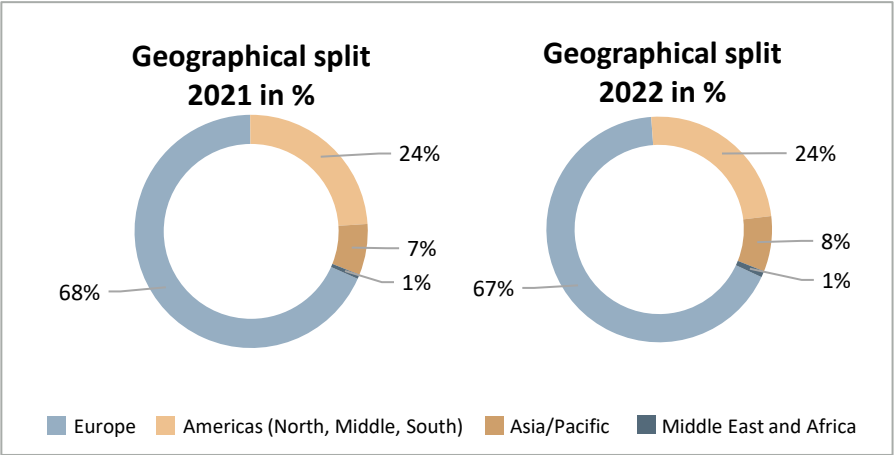 Geographical split
2021 in %
24%
7%
1%
68%
Geographical split
2022 in %
24%
8%
1%
67%
Europe
Americas (North, Middle, South)
Asia/Pacific
Middle East and Africa